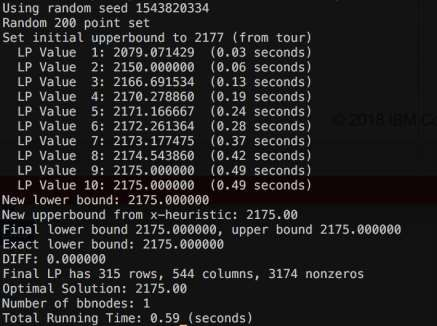 Using random seed 1543820334
Random 200 point set
Set initial upperbound to 2177 (from tour)
  LP Value  1: 2079.071429  (0.03 seconds)
  LP Value  2: 2150.000000  (0.06 seconds)
  LP Value  3: 2166.691534  (0.13 seconds)
  LP Value  4: 2170.278860  (0.19 seconds)
  LP Value  5: 2171.166667  (0.24 seconds)
  LP Value  6: 2172.261364  (0.28 seconds)
  LP Value  7: 2173.177475  (0.37 seconds)
  LP Value  8: 2174.543860  (0.42 seconds)
© 2018 IBM
  LP Value  9: 2175.000000  (0.49 seconds)
  LP Value 10: 2175.000000  (0.49 seconds)
New lower bound: 2175.000000
New upperbound from x-heuristic: 2175.00
Final lower bound 2175.000000, upper bound 2175.000000
Exact lower bound: 2175.000000
DIFF: 0.000000
Final LP has 315 rows, 544 columns, 3174 nonzeros
Optimal Solution: 2175.00
Number of bbnodes: 1
Total Running Time: 0.59 (seconds)